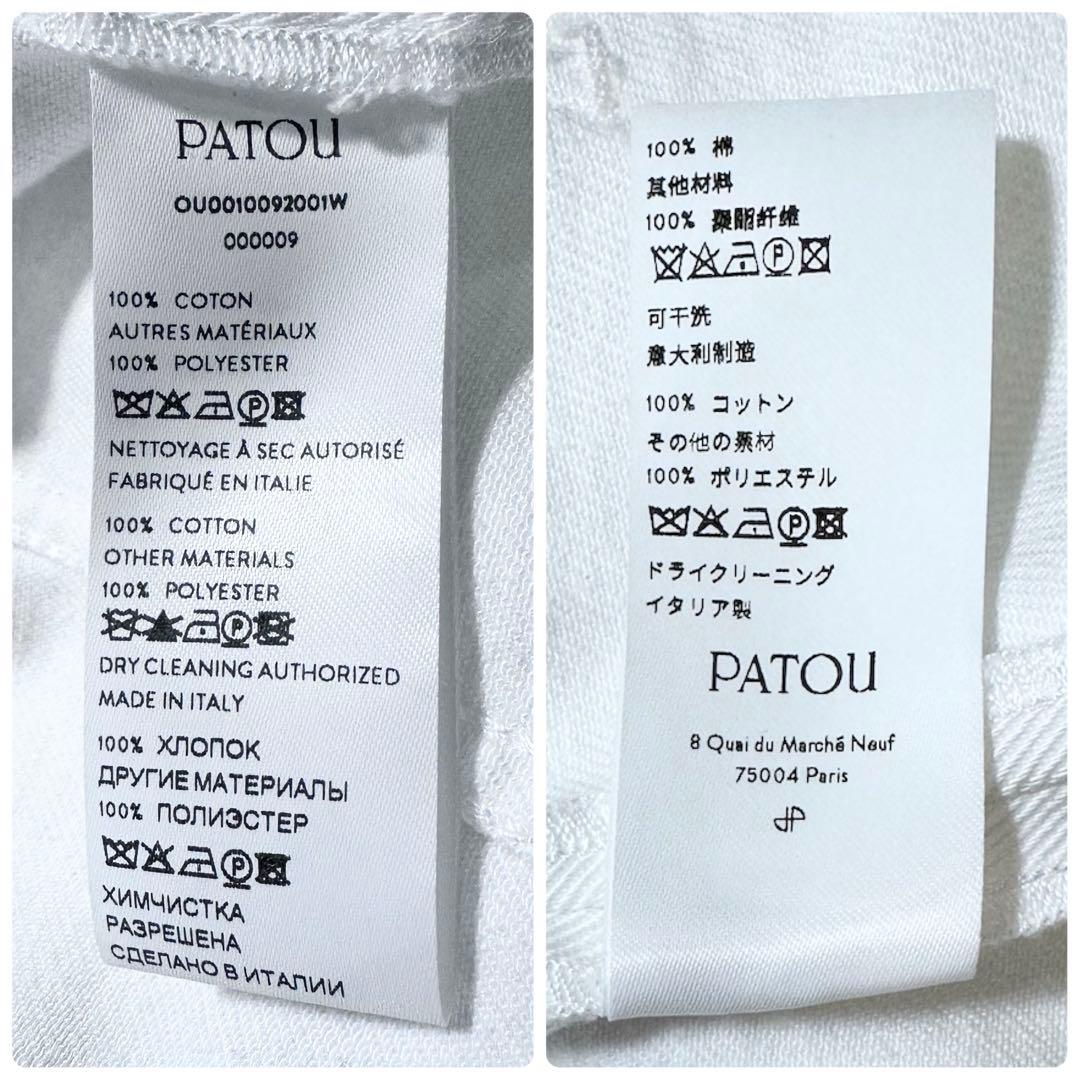 PATOU
OU0010092001W
000009
100% COTON
AUTRES MATÉRIAUX
100% POLYESTER
NETTOYAGE À SEC AUTORISÉ
FABRIQUÉ EN ITALIE
100% COTTON
OTHER MATERIALS
100% POLYESTER
DRY CLEANING AUTHORIZED
MADE IN ITALY
100% ХЛОПОК
ДРУГИЕ МАТЕРИАЛЫ
100% ПОЛИЭСТЕР
ХИМЧИСТКА
РАЗРЕШЕНА
СДЕЛАНО В ИТАЛИИ
100% 棉
其他材料
100% 聚酯纤维
可干洗
意大利制造
100% コットン
その他の素材
100% ポリエステル
ドライクリーニング
イタリア製
PATOU
8 Quai du Marché Neuf
75004 Paris
JP